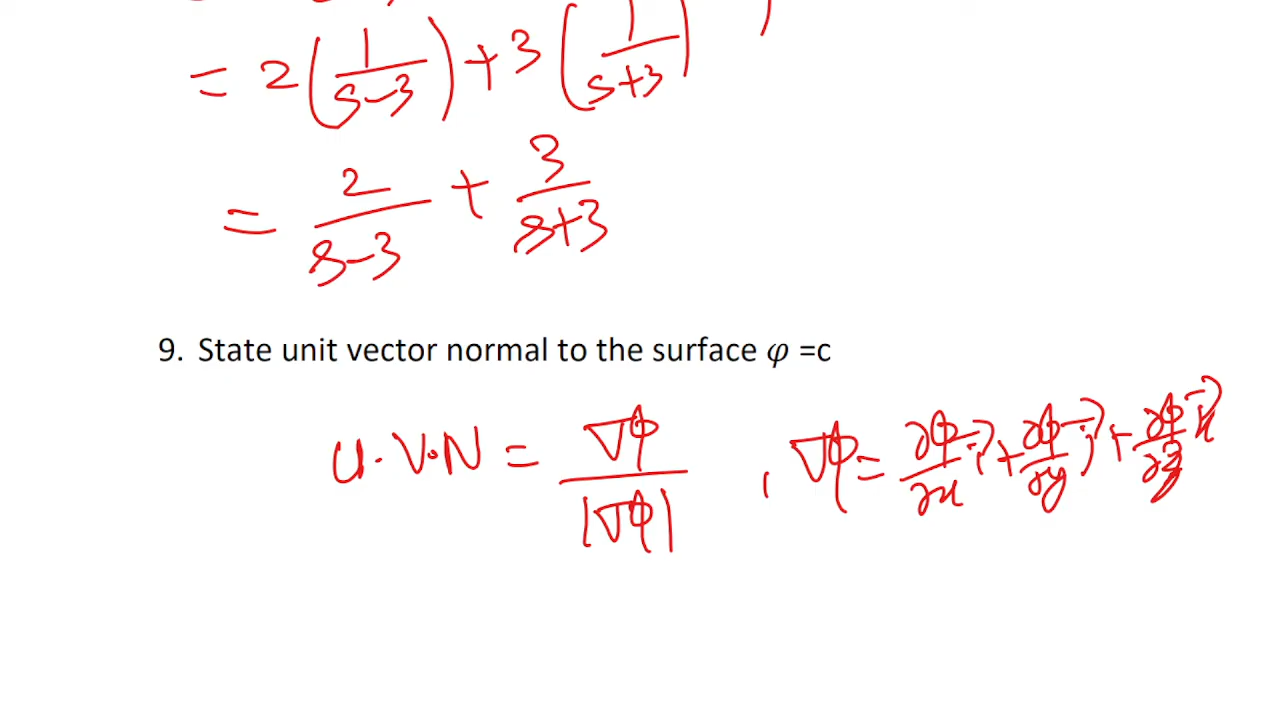 = 2(1/(s-3)) + 3(1/(s+3))
= 2/(s-3) + 3/(s+3)
9. State unit vector normal to the surface φ =c
U.V.N = ∇φ/|∇φ| , ∇φ = ∂φ/∂x i⃗ + ∂φ/∂y j⃗ + ∂φ/∂z k⃗